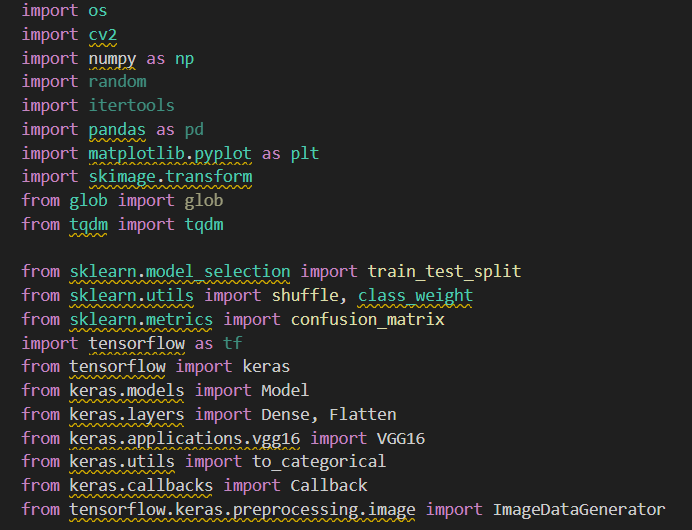 import os
import cv2
import numpy as np
import random
import itertools
import pandas as pd
import matplotlib.pyplot as plt
import skimage.transform
from glob import glob
from tqdm import tqdm

from sklearn.model_selection import train_test_split
from sklearn.utils import shuffle, class_weight
from sklearn.metrics import confusion_matrix
import tensorflow as tf
from tensorflow import keras
from keras.models import Model
from keras.layers import Dense, Flatten
from keras.applications.vgg16 import VGG16
from keras.utils import to_categorical
from keras.callbacks import Callback
from tensorflow.keras.preprocessing.image import ImageDataGenerator